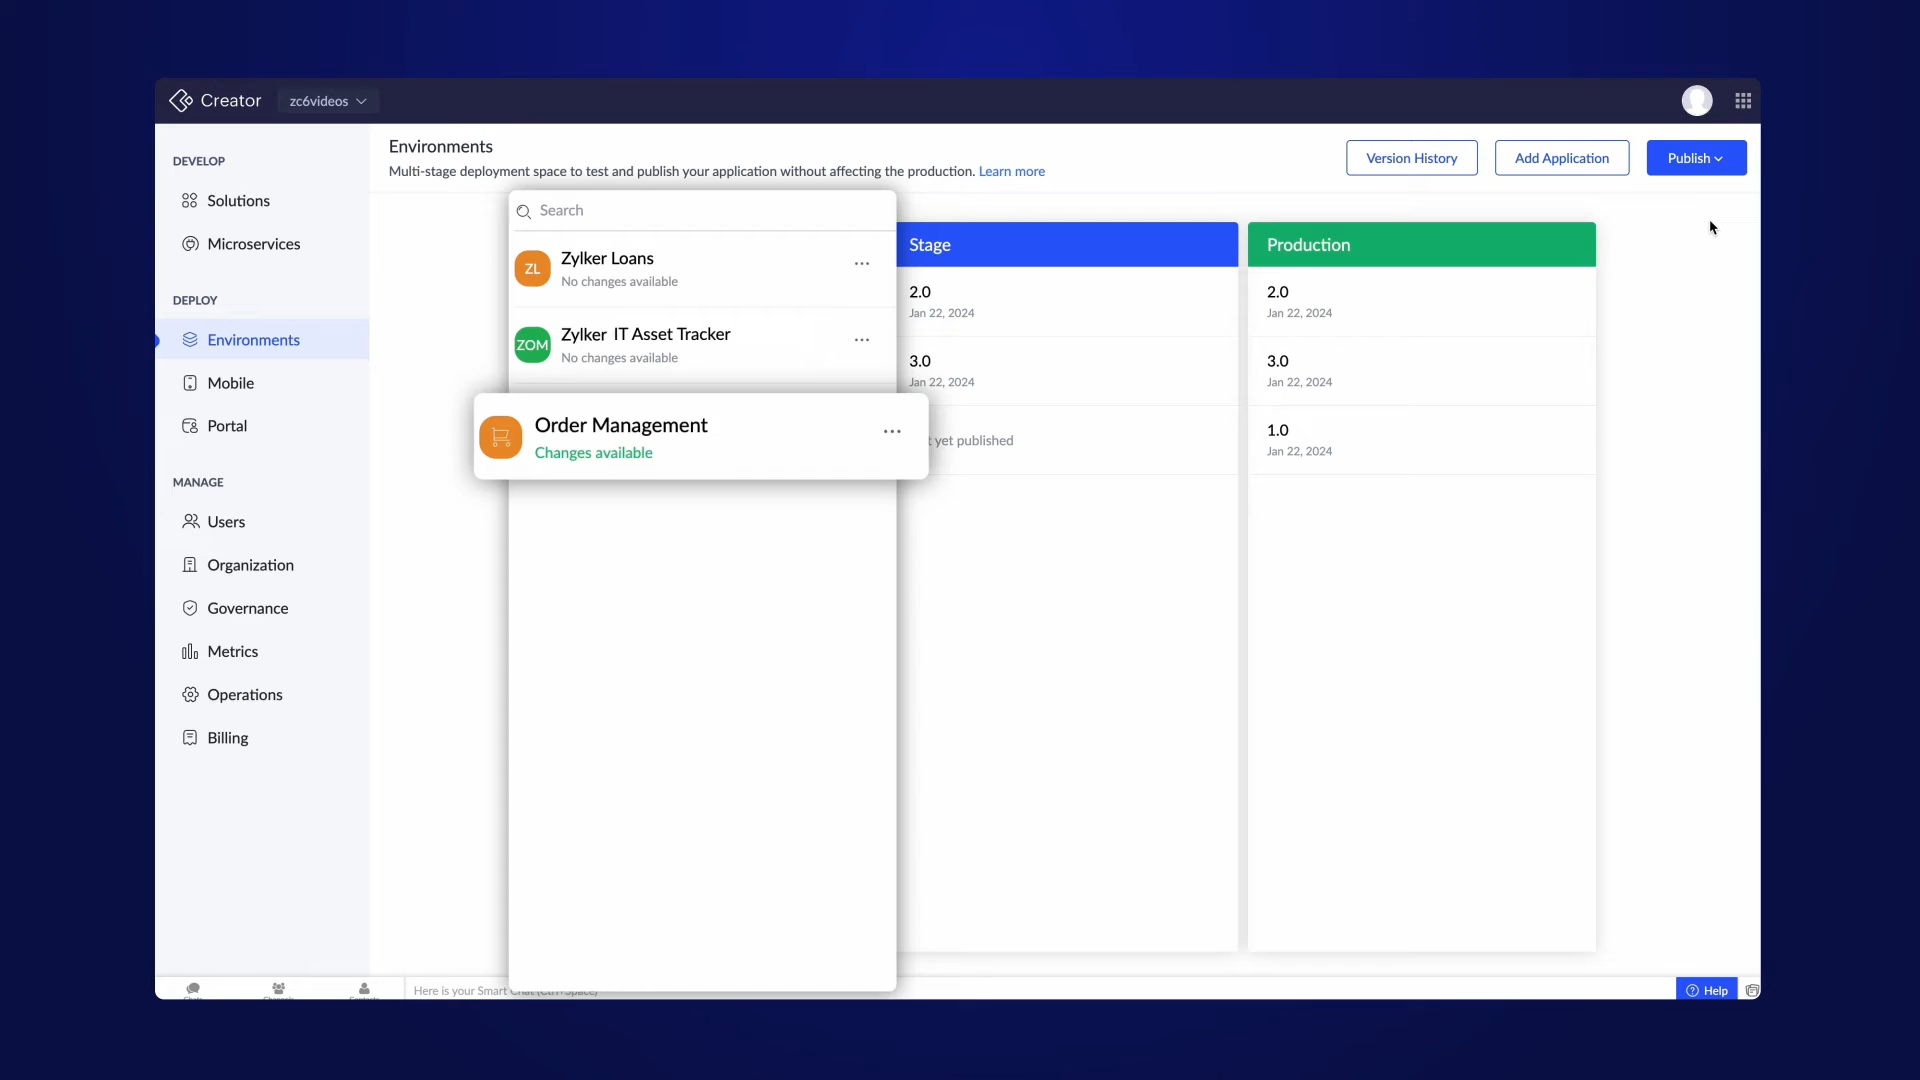 Creator
zc6videos
DEVELOP
Solutions
Microservices
DEPLOY
Environments
Mobile
Portal
MANAGE
Users
Organization
Governance
Metrics
Operations
Billing
Environments
Multi-stage deployment space to test and publish your application without affecting the production. Learn more
Version History
Add Application
Publish
Search
ZL
Zylker Loans
No changes available
...
ZOM
Zylker IT Asset Tracker
No changes available
...
Order Management
Changes available
...
Stage
2.0
Jan 22, 2024
3.0
Jan 22, 2024
yet published
Production
2.0
Jan 22, 2024
3.0
Jan 22, 2024
1.0
Jan 22, 2024
Here is your Smart Chat (Ctrl+Space)
Help